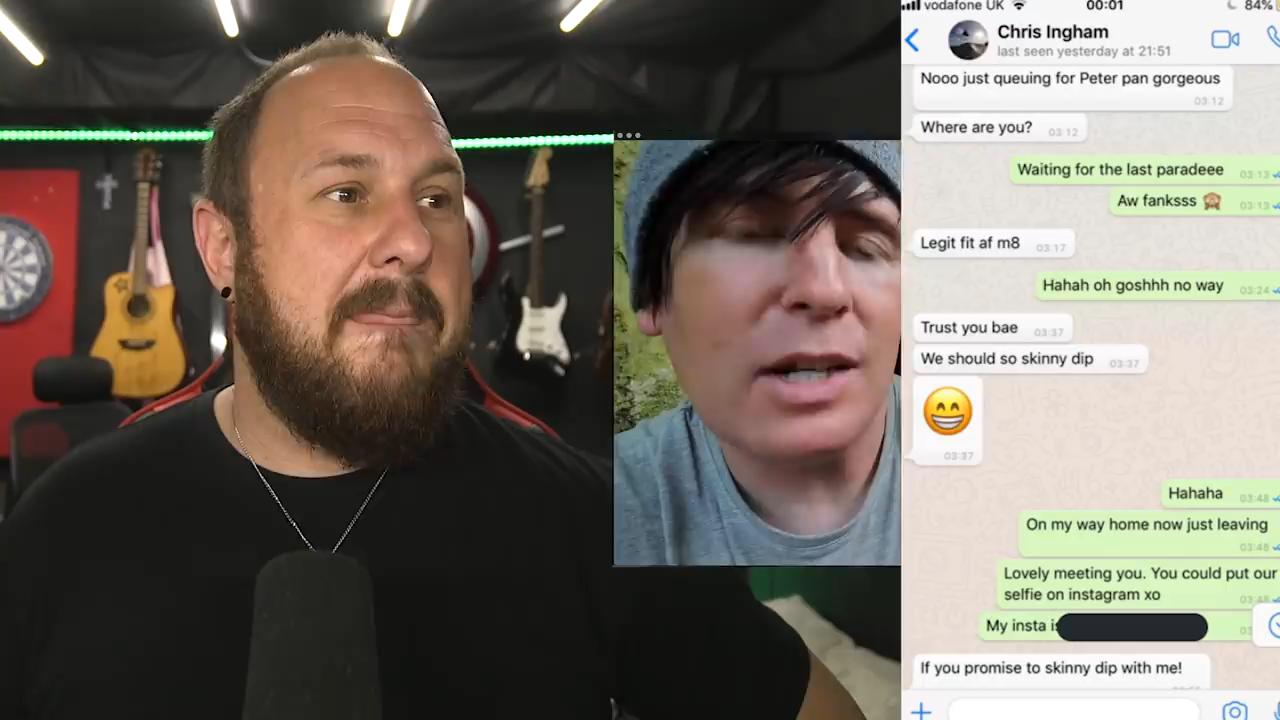 vodafone UK
00:01
84%
Chris Ingham
last seen yesterday at 21:51
Nooo just queuing for Peter pan gorgeous
03:12
Where are you?
03:12
Waiting for the last paradeee
03:13
Aw fanksss 🙈
03:13
Legit fit af m8
03:17
Hahah oh goshhh no way
03:24
Trust you bae
03:37
We should so skinny dip
03:37
😁
03:37
Hahaha
03:48
On my way home now just leaving
03:48
Lovely meeting you. You could put our
selfie on instagram xo
03:48
My insta is
03
If you promise to skinny dip with me!